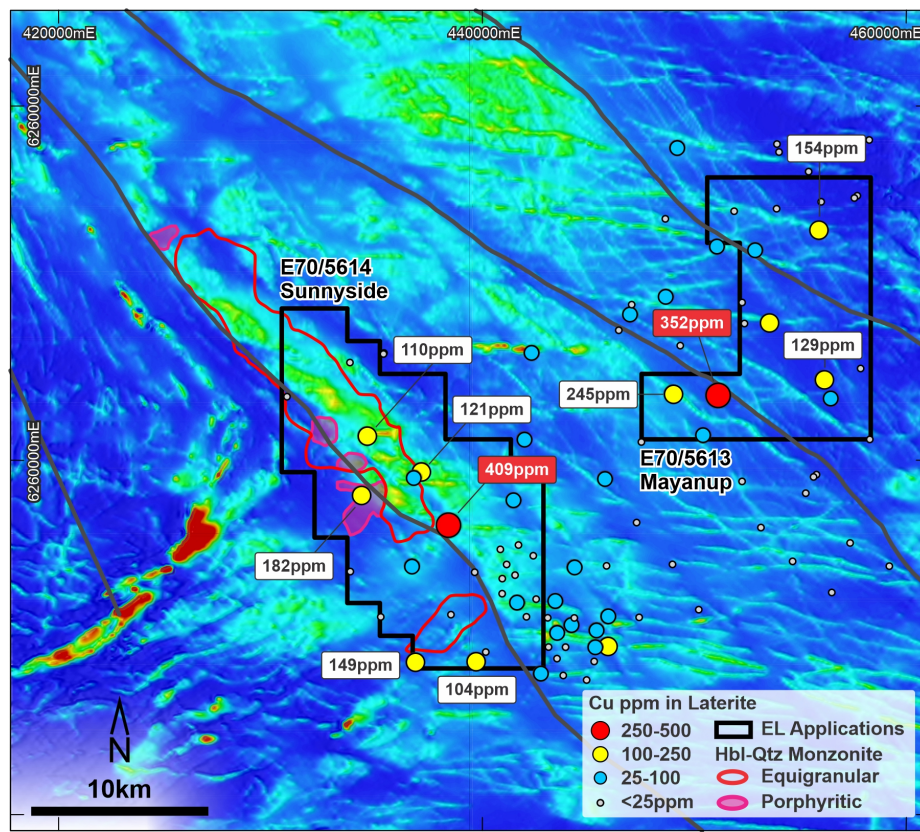 420000mE
440000mE
460000mE
6260000mE
154ppm
E70/5614
Sunnyside
352ppm
110ppm
129ppm
245ppm
121ppm
E70/5613
Mayanup
409ppm
6260000mE
182ppm
149ppm
104ppm
N
10km
Cu ppm in Laterite
250-500
EL Applications
100-250
Hbl-Qtz Monzonite
25-100
Equigranular
<25ppm
Porphyritic